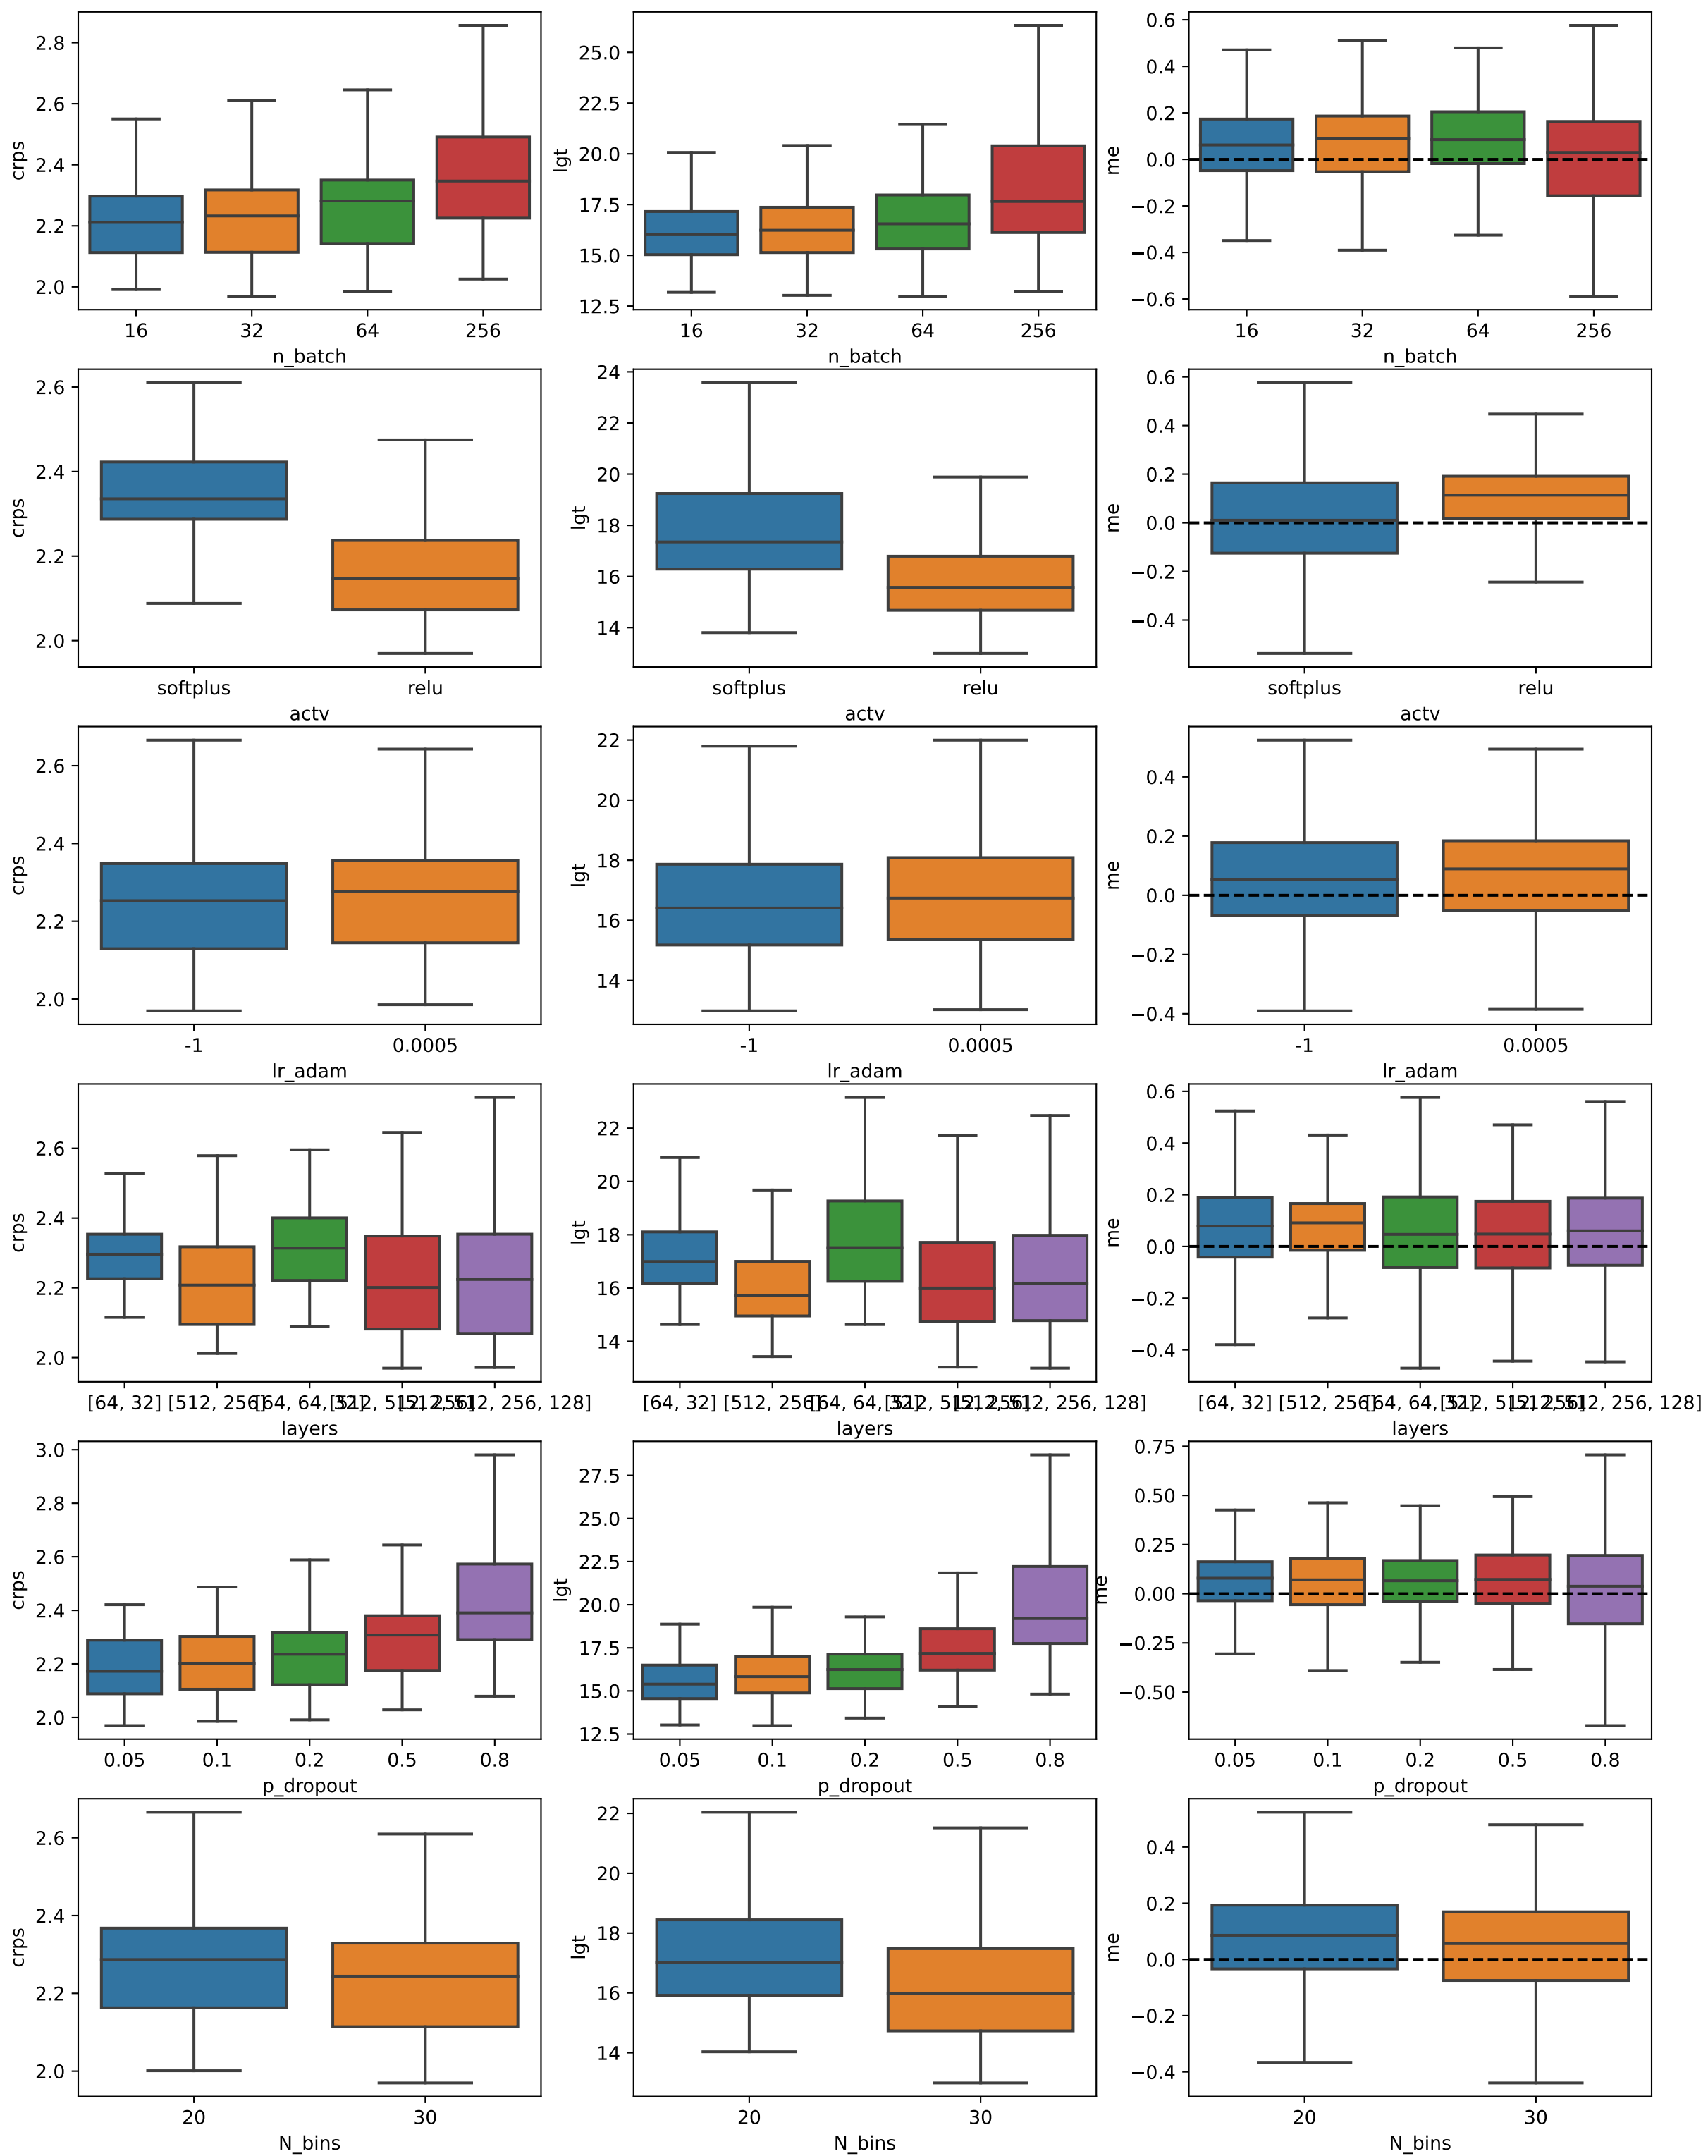 crps
2.8
2.6
2.4
2.2
2.0
16 32 64 256
n_batch
lgt
25.0
22.5
20.0
17.5
15.0
12.5
16 32 64 256
n_batch
me
0.6
0.4
0.2
0.0
−0.2
−0.4
−0.6
16 32 64 256
n_batch
crps
2.6
2.4
2.2
2.0
softplus relu
actv
lgt
24
22
20
18
16
14
softplus relu
actv
me
0.6
0.4
0.2
0.0
−0.2
−0.4
softplus relu
actv
crps
2.6
2.4
2.2
2.0
-1 0.0005
lr_adam
lgt
22
20
18
16
14
-1 0.0005
lr_adam
me
0.4
0.2
0.0
−0.2
−0.4
-1 0.0005
lr_adam
crps
2.6
2.4
2.2
2.0
[64, 32] [512, 256]
layers
lgt
22
20
18
16
14
[64, 32] [512, 256]
layers
me
0.6
0.4
0.2
0.0
−0.2
−0.4
[64, 32] [512, 256]
layers
crps
3.0
2.8
2.6
2.4
2.2
2.0
0.05 0.1 0.2 0.5 0.8
p_dropout
lgt
27.5
25.0
22.5
20.0
17.5
15.0
12.5
0.05 0.1 0.2 0.5 0.8
p_dropout
me
0.75
0.50
0.25
0.00
−0.25
−0.50
0.05 0.1 0.2 0.5 0.8
p_dropout
crps
2.6
2.4
2.2
2.0
20 30
N_bins
lgt
22
20
18
16
14
20 30
N_bins
me
0.4
0.2
0.0
−0.2
−0.4
20 30
N_bins